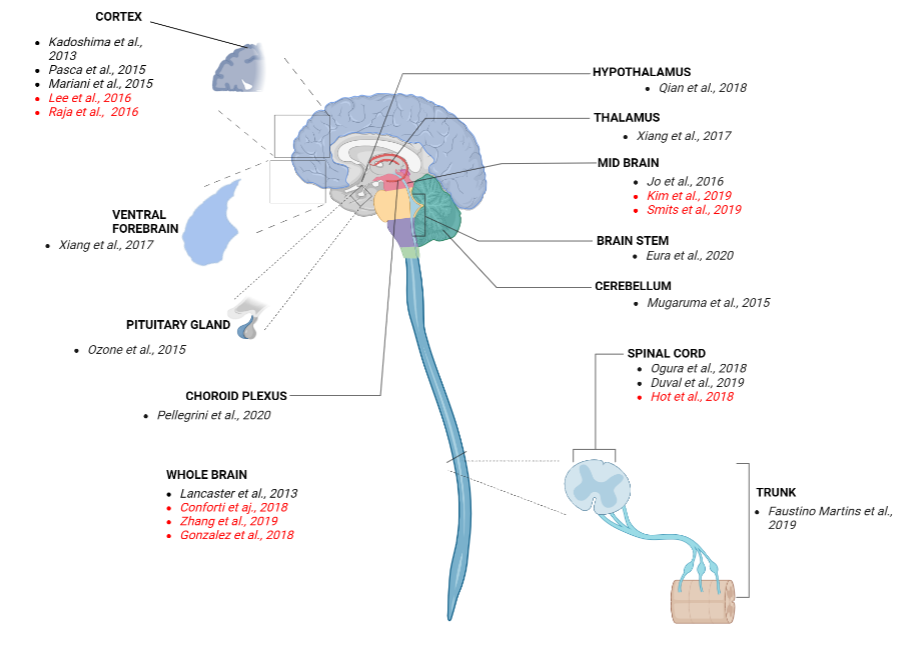 CORTEX
• Kadoshima et al.,
2013
• Pasca et al., 2015
• Mariani et al., 2015
• Lee et al., 2016
• Raja et al., 2016
VENTRAL
FOREBRAIN
• Xiang et al., 2017
PITUITARY GLAND
• Ozone et al., 2015
CHOROID PLEXUS
• Pellegrini et al., 2020
WHOLE BRAIN
• Lancaster et al., 2013
• Conforti et aj., 2018
• Zhang et al., 2019
• Gonzalez et al., 2018
HYPOTHALAMUS
• Qian et al., 2018
THALAMUS
• Xiang et al., 2017
MID BRAIN
• Jo et al., 2016
• Kim et al., 2019
• Smits et al., 2019
BRAIN STEM
• Eura et al., 2020
CEREBELLUM
• Mugaruma et al., 2015
SPINAL CORD
• Ogura et al., 2018
• Duval et al., 2019
• Hot et al., 2018
TRUNK
• Faustino Martins et al.,
2019